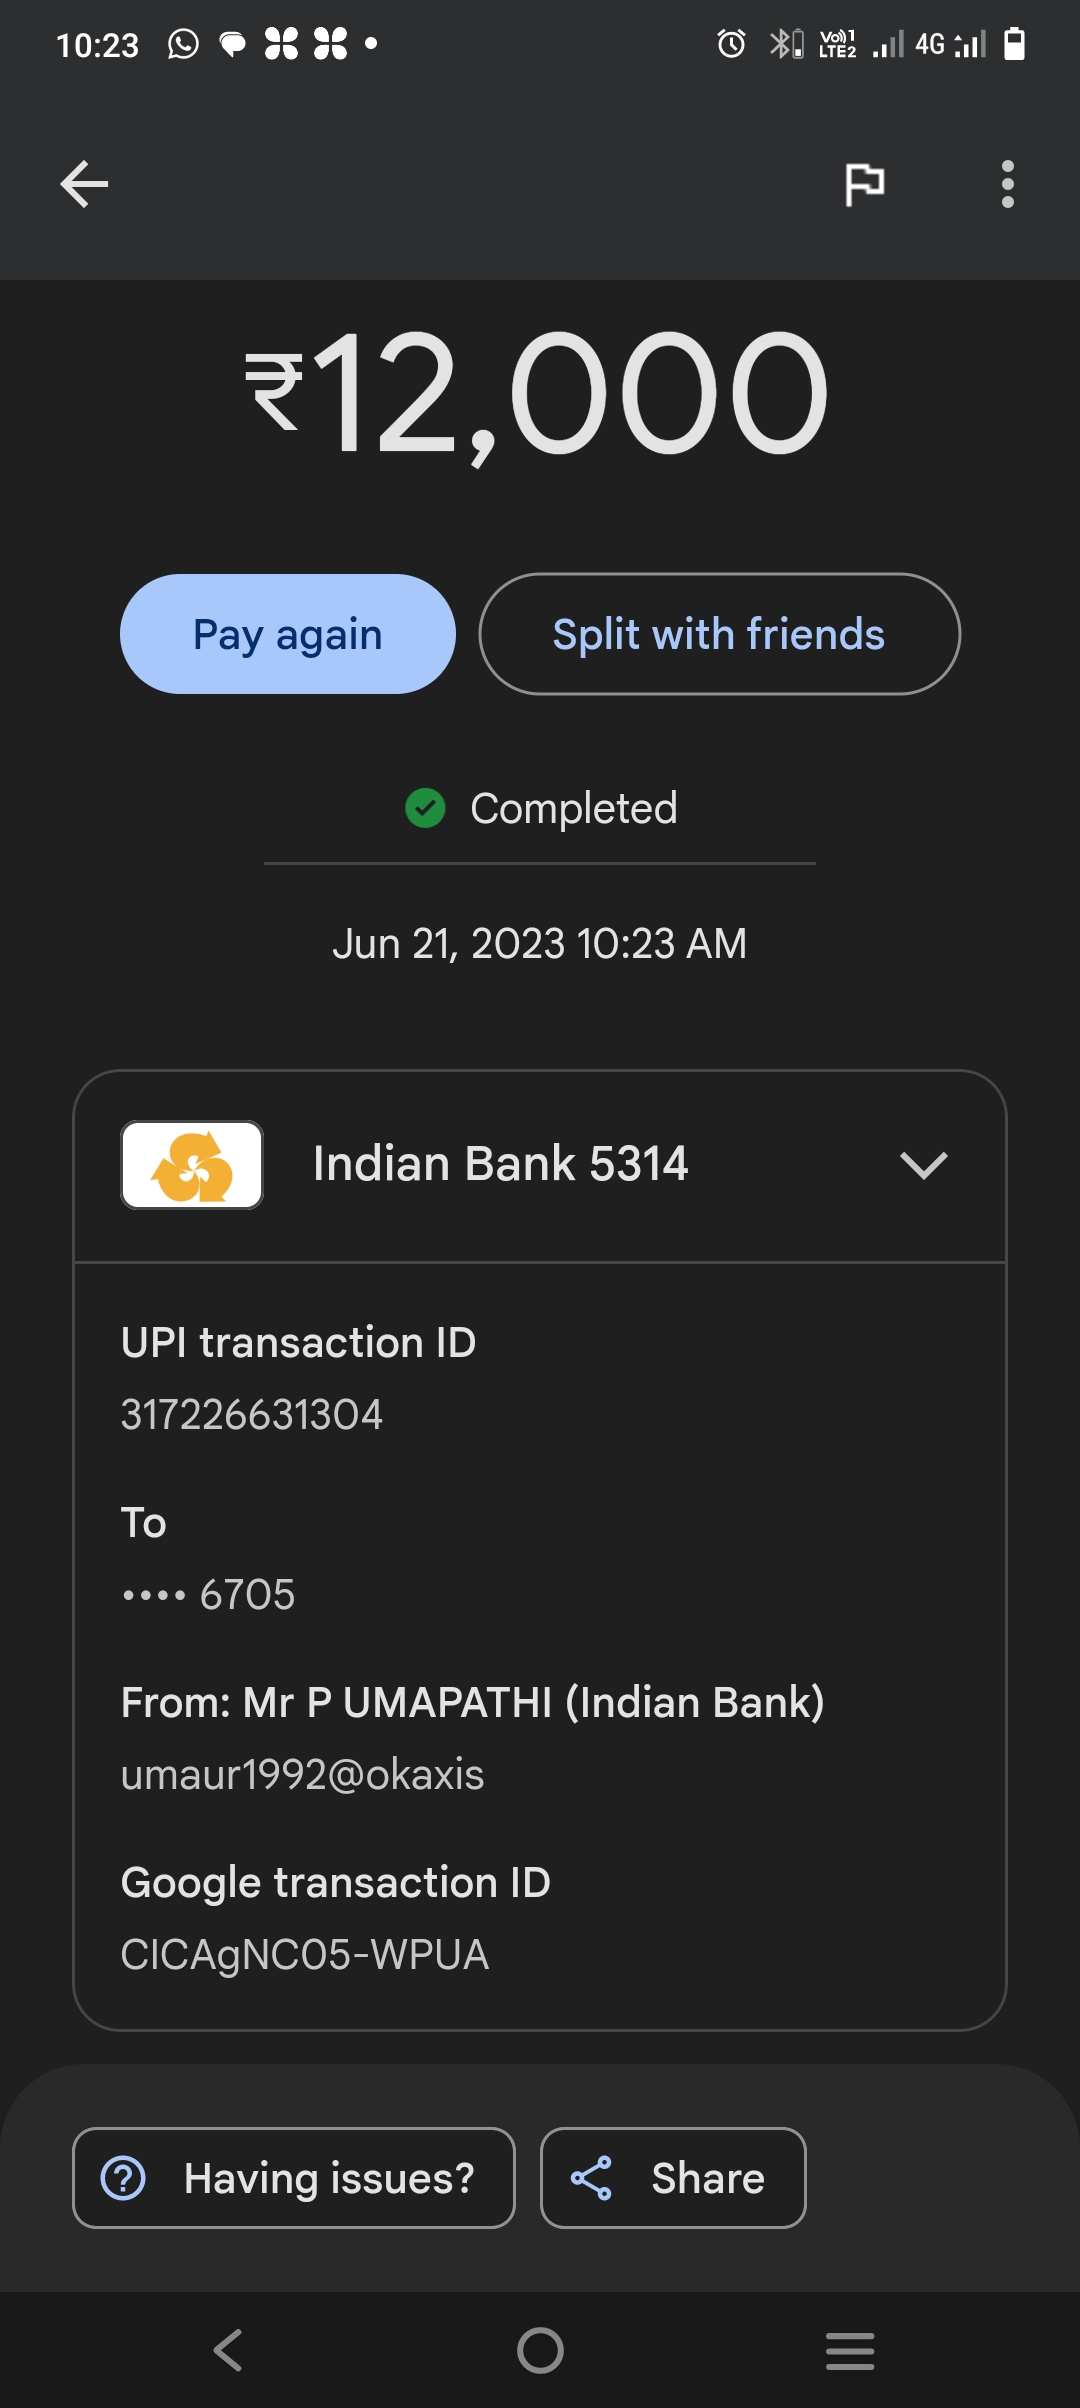 10:23
Vo))1
LTE2
4G
₹12,000
Pay again
Split with friends
Completed
Jun 21, 2023 10:23 AM
Indian Bank 5314
UPI transaction ID
317226631304
To
•••• 6705
From: Mr P UMAPATHI (Indian Bank)
umaur1992@okaxis
Google transaction ID
CICAgNC05-WPUA
Having issues?
Share